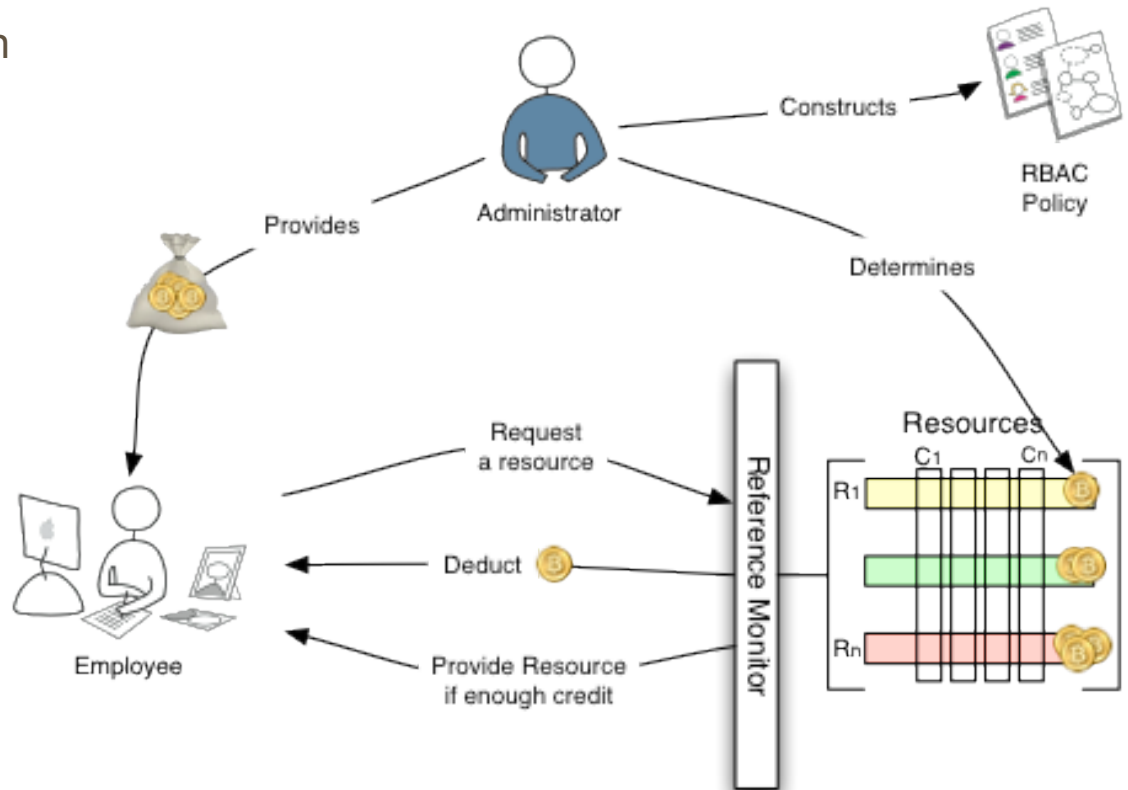 n
Constructs
RBAC
Policy
Administrator
Provides
Determines
Resources
C1
Cn
Request
a resource
R1
Reference Monitor
Deduct
B
Rn
Employee
Provide Resource
if enough credit